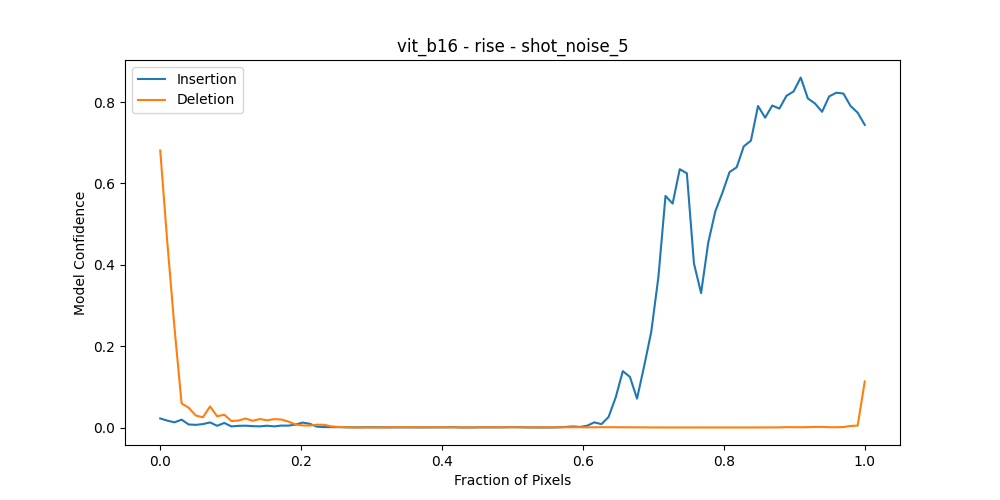 vit_b16 - rise - shot_noise_5
Insertion
Deletion
Model Confidence
0.8
0.6
0.4
0.2
0.0
0.0 0.2 0.4 0.6 0.8 1.0
Fraction of Pixels